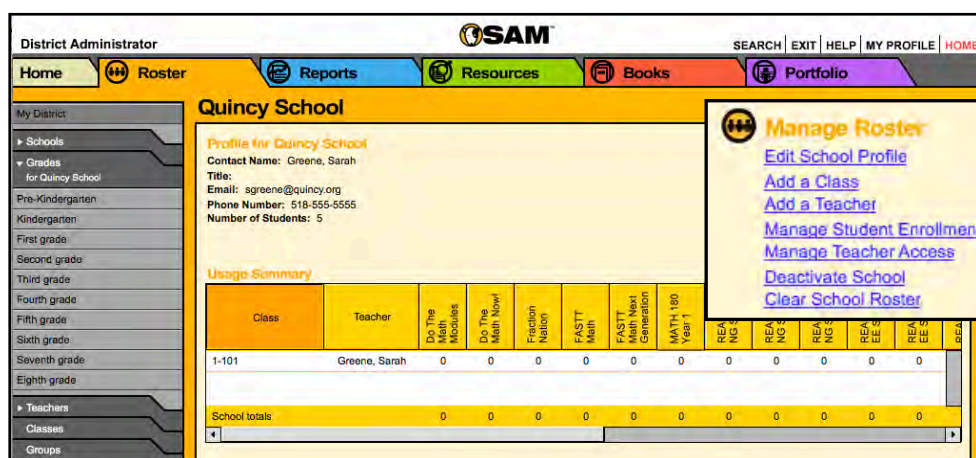 District Administrator
SAM
SEARCH EXIT HELP MY PROFILE HOME
Home Roster Reports Resources Books Portfolio
My District
Schools
Grades
for Quincy School
Pre-Kindergarten
Kindergarten
First grade
Second grade
Third grade
Fourth grade
Fifth grade
Sixth grade
Seventh grade
Eighth grade
Teachers
Classes
Groups
Quincy School
Profile for Quincy School
Contact Name: Greene, Sarah
Title:
Email: sgreene@quincy.org
Phone Number: 518-555-5555
Number of Students: 5
Manage Roster
Edit School Profile
Add a Class
Add a Teacher
Manage Student Enrollmen
Manage Teacher Access
Deactivate School
Clear School Roster
Usage Summary
Class
Teacher
Do The
Math
Modules
Do The
Math Now!
Fraction
Nation
FASTT
Math
FASTT
Math Next
Generation
MATH 180
Year 1
1-101 Greene, Sarah 0 0 0 0 0 0 0 0 0 0 0
School totals 0 0 0 0 0 0 0 0 0 0 0